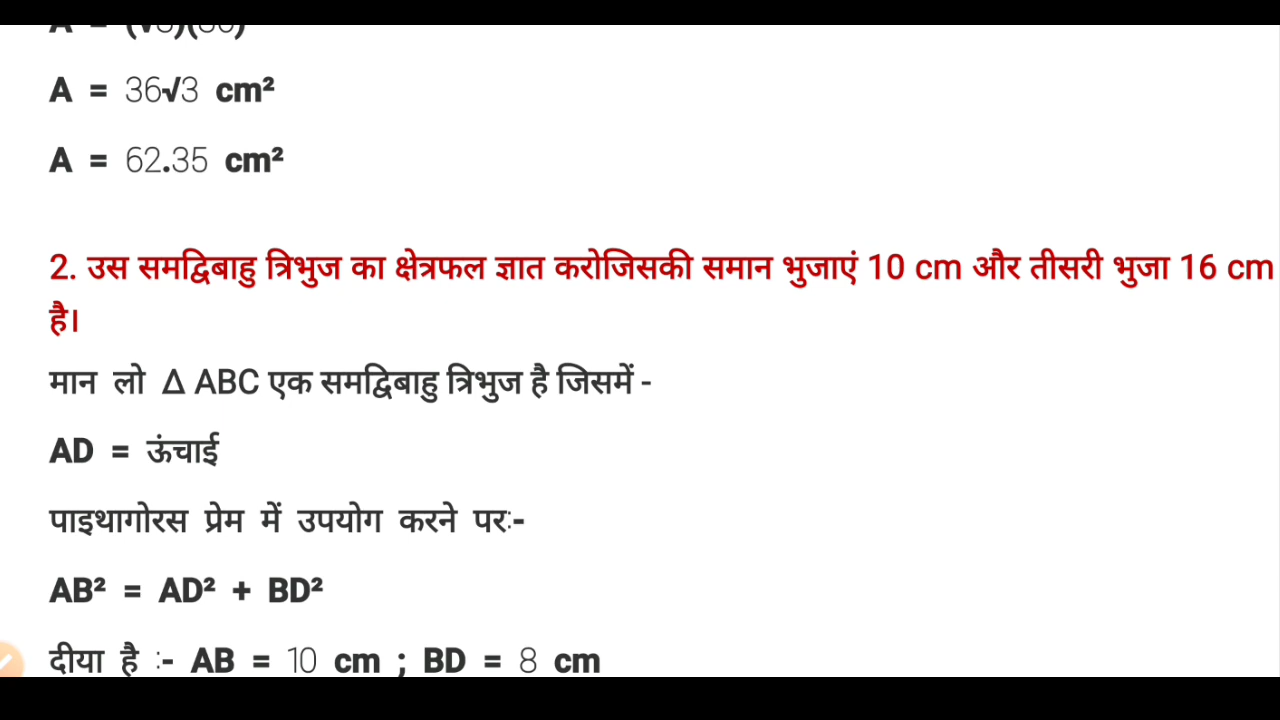 A = 36√3 cm²
A = 62.35 cm²
2. उस समद्विबाहु त्रिभुज का क्षेत्रफल ज्ञात करोजिसकी समान भुजाएं 10 cm और तीसरी भुजा 16 cm
है।
मान लो Δ ABC एक समद्विबाहु त्रिभुज है जिसमें -
AD = ऊंचाई
पाइथागोरस प्रेम में उपयोग करने परः-
AB² = AD² + BD²
दीया है :- AB = 10 cm ; BD = 8 cm